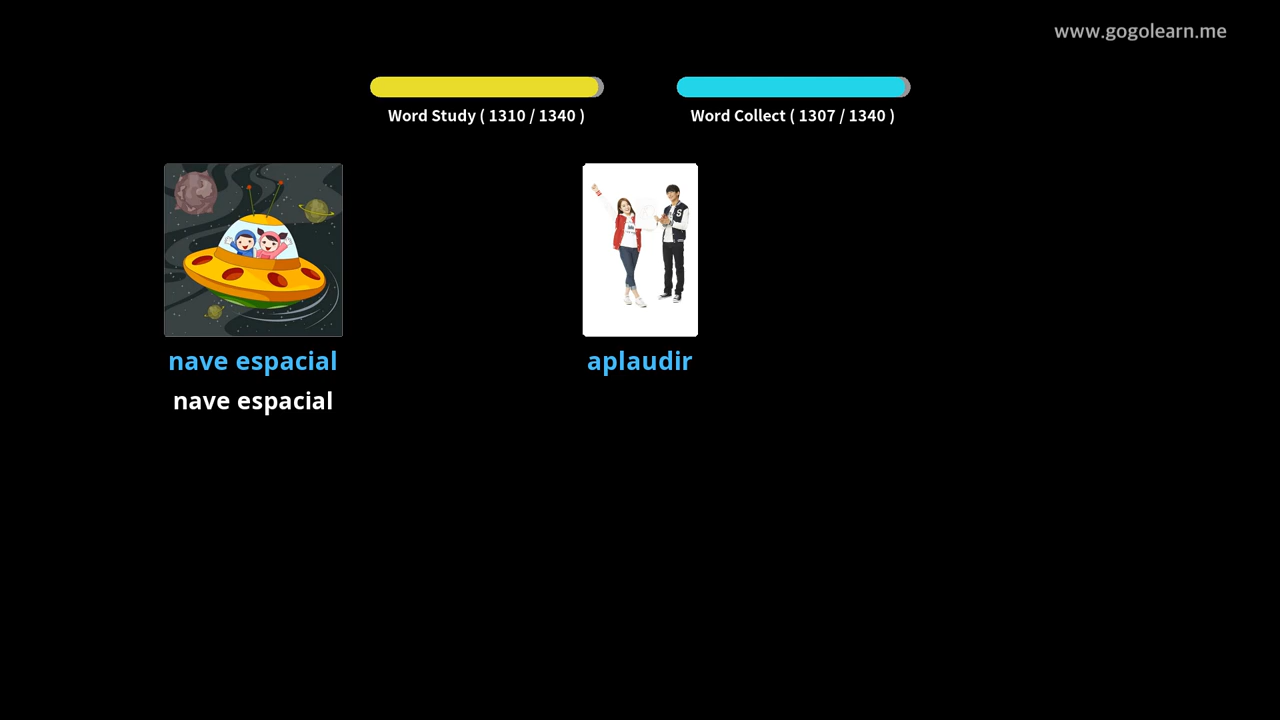 www.gogolearn.me
Word Study ( 1310 / 1340 )
Word Collect ( 1307 / 1340 )
nave espacial
aplaudir
nave espacial